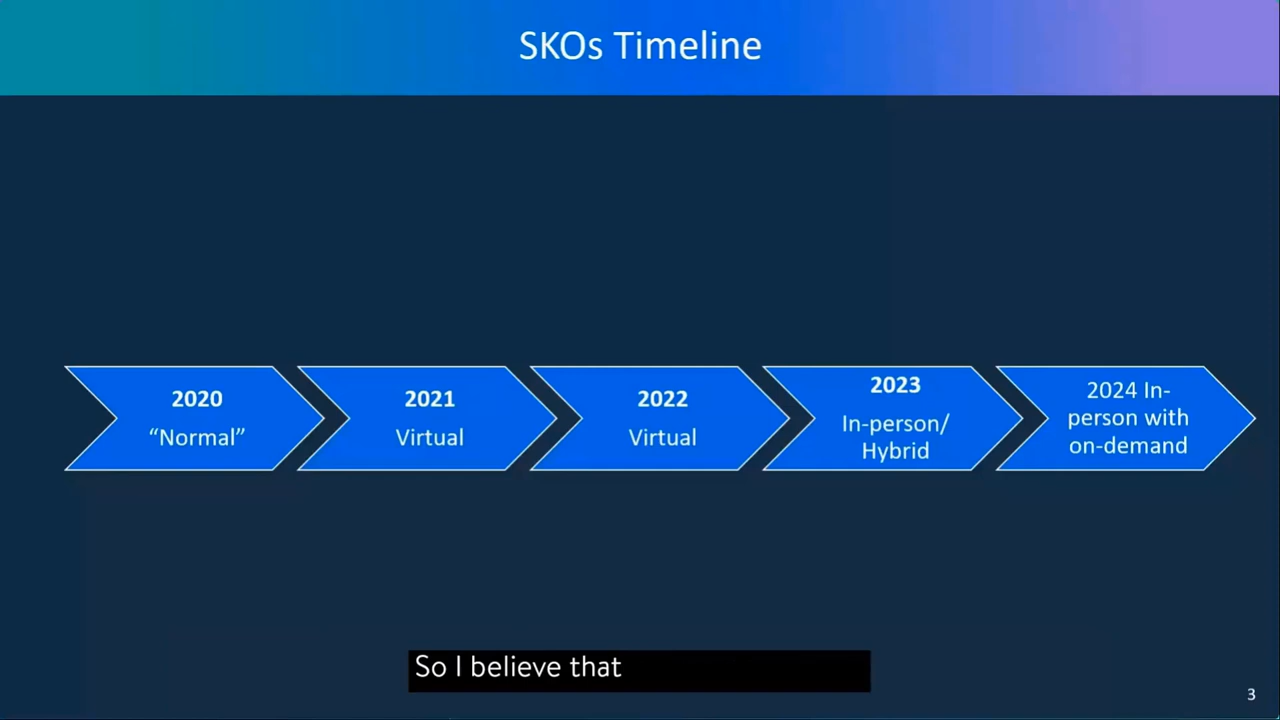 SKOs Timeline
2020
“Normal”
2021
Virtual
2022
Virtual
2023
In-person/
Hybrid
2024 In-
person with
on-demand
So I believe that
3